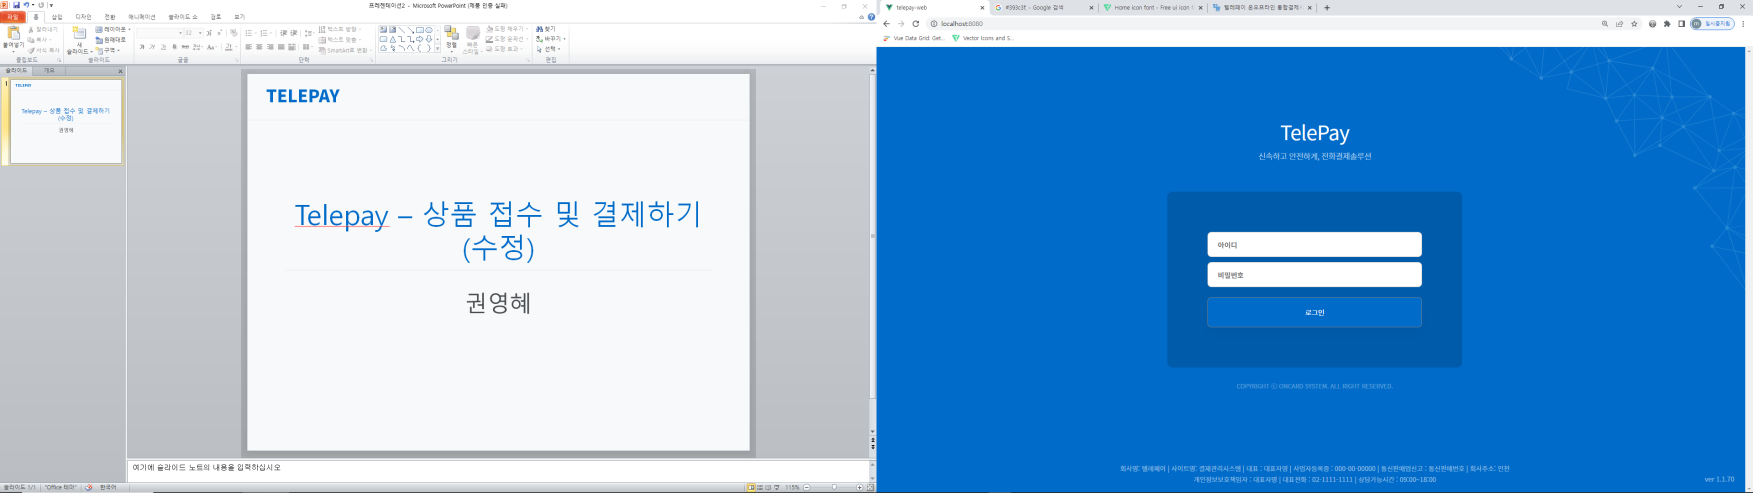 프레젠테이션2 - Microsoft PowerPoint (제품 인증 실패)
파일 홈 삽입 디자인 전환 애니메이션 슬라이드 쇼 검토 보기
붙여넣기 잘라내기 복사 서식 복사
새 슬라이드 레이아웃 원래대로 구역
텍스트 방향 텍스트 맞춤 SmartArt로 변환
정렬 빠른 스타일 도형 채우기 도형 윤곽선 도형 효과
찾기 바꾸기 선택
클립보드 슬라이드 글꼴 단락 그리기 편집
슬라이드 개요
1
TELEPAY
Telepay – 상품 접수 및 결제하기
(수정)
권영혜
TELEPAY
Telepay – 상품 접수 및 결제하기
(수정)
권영혜
여기에 슬라이드 노트의 내용을 입력하십시오
슬라이드 1/1 "Office 테마" 한국어 115%
telepay-web
#393c3f - Google 검색
Home icon font - Free ui icon
텔레페이 온오프라인 통합결제
localhost:8080
일시중지됨
Vue Data Grid: Get...
Vector Icons and S...
TelePay
신속하고 안전하게, 전화결제솔루션
아이디
비밀번호
로그인
COPYRIGHT ⓒ ONCARD SYSTEM. ALL RIGHT RESERVED.
회사명: 텔레페이 | 사이트명: 결제관리시스템 | 대표 : 대표자명 | 사업자등록증 : 000-00-00000 | 통신판매업신고 : 통신판매번호 | 회사주소: 인천
개인정보보호책임자 : 대표자명 | 대표전화 : 02-1111-1111 | 상담가능시간 : 09:00~18:00
ver 1.1.70